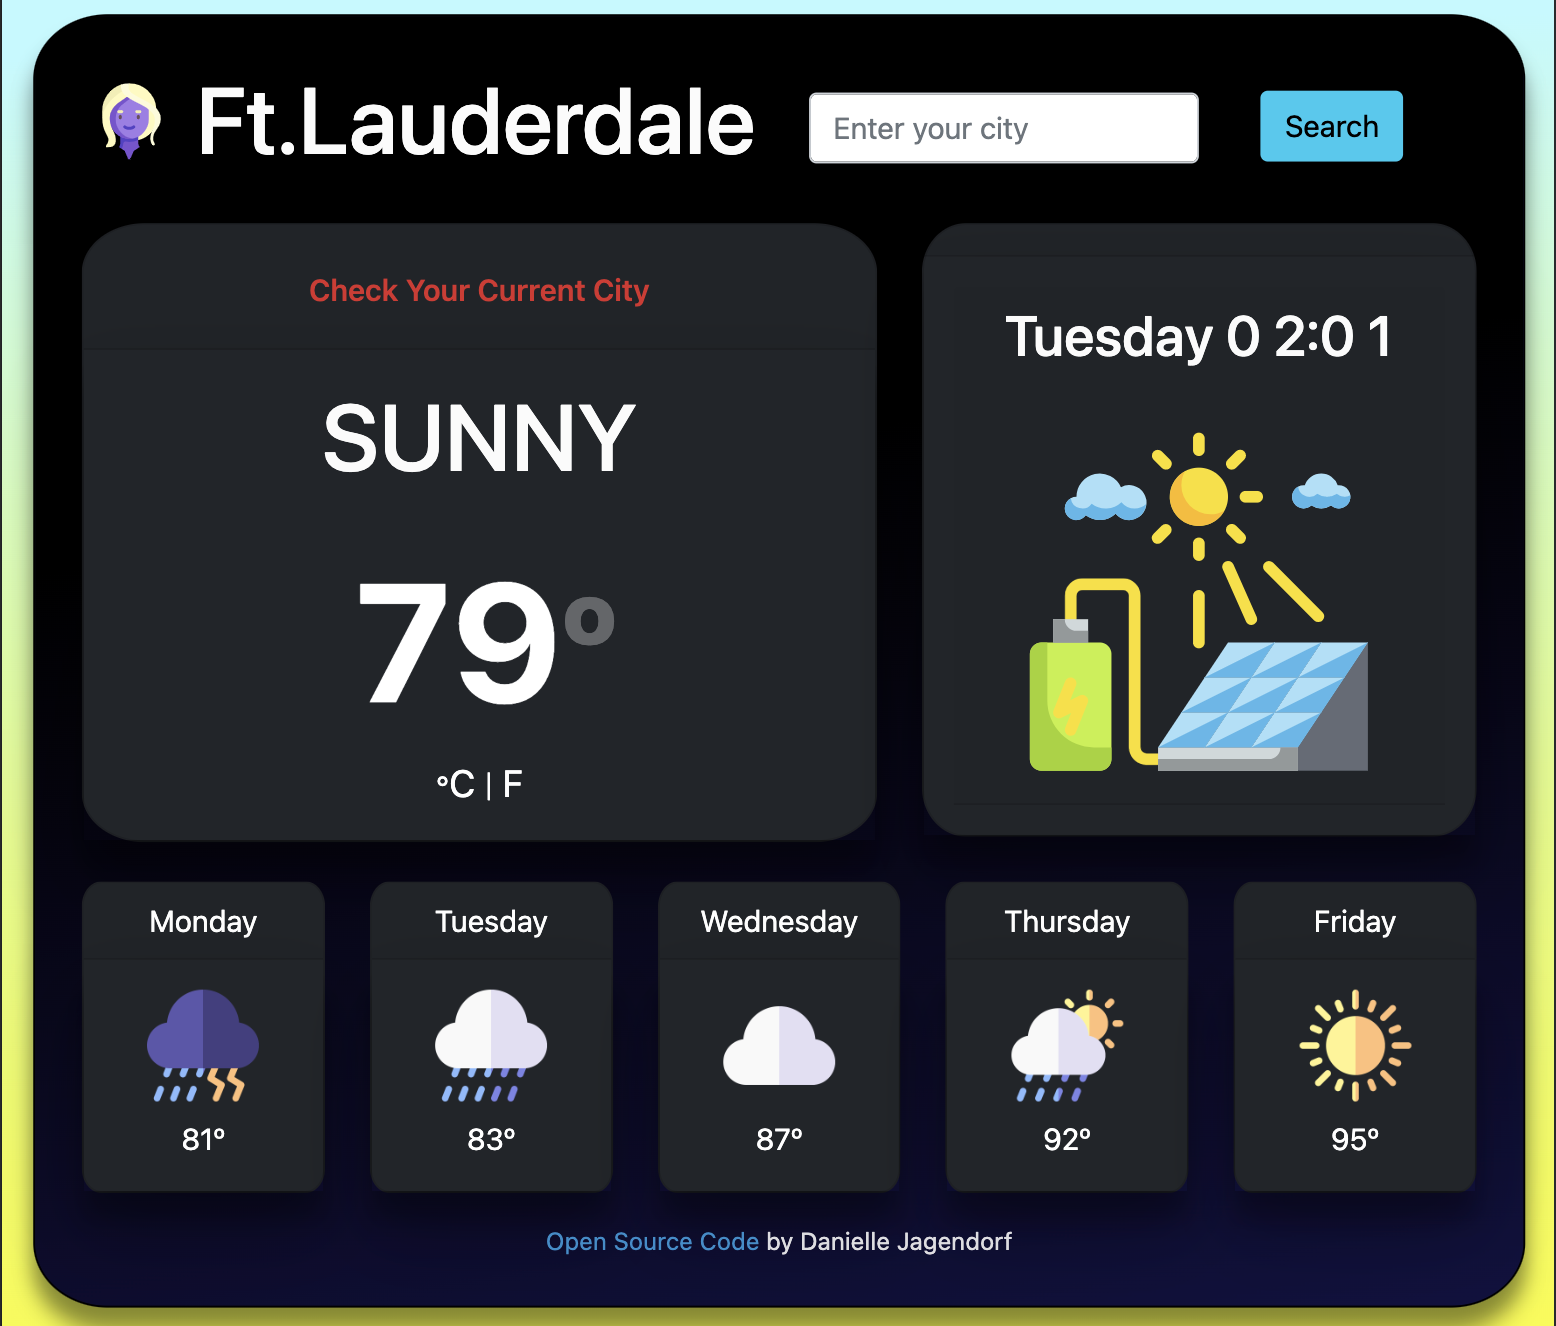 Ft.Lauderdale
Enter your city
Search
Check Your Current City
SUNNY
79°
°C | F
Tuesday 0 2:0 1
Monday
81°
Tuesday
83°
Wednesday
87°
Thursday
92°
Friday
95°
Open Source Code by Danielle Jagendorf